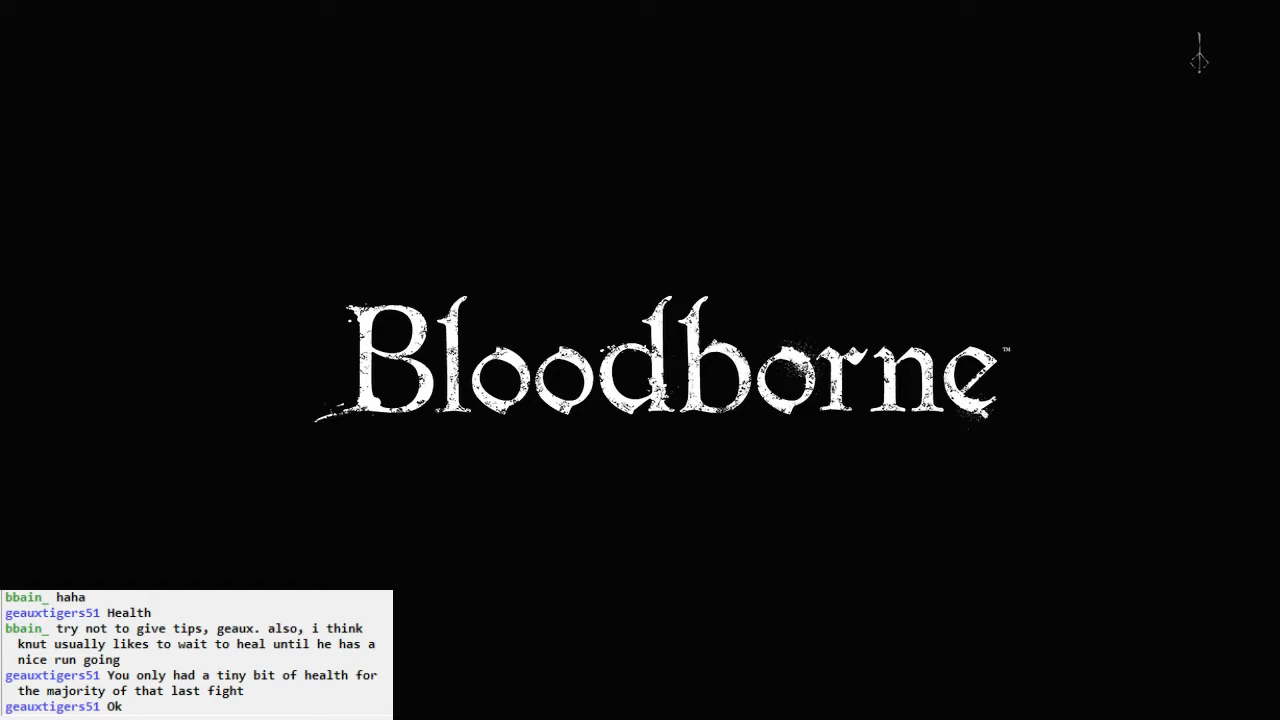 Bloodborne™
bbain_ haha
geauxtigers51 Health
bbain_ try not to give tips, geaux. also, i think
knut usually likes to wait to heal until he has a
nice run going
geauxtigers51 You only had a tiny bit of health for
the majority of that last fight
geauxtigers51 Ok